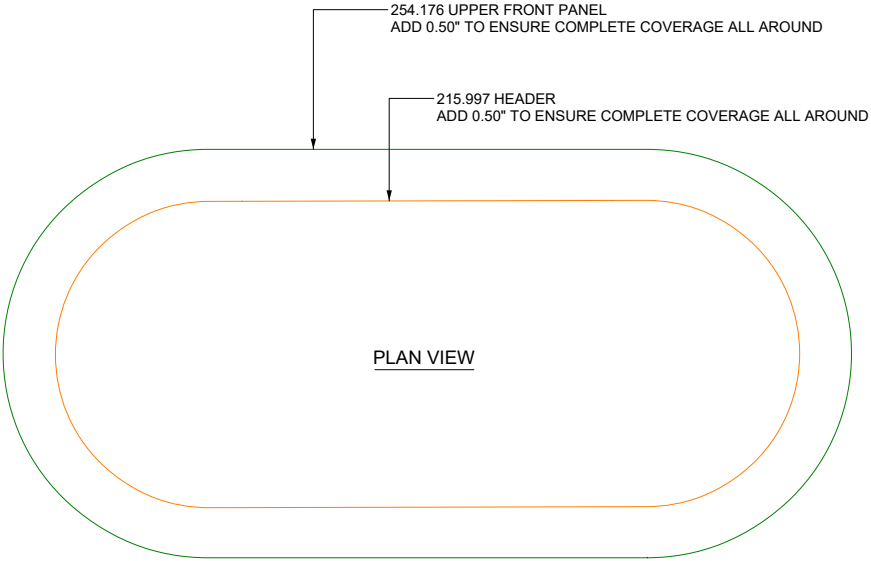 254.176 UPPER FRONT PANEL
ADD 0.50" TO ENSURE COMPLETE COVERAGE ALL AROUND
215.997 HEADER
ADD 0.50" TO ENSURE COMPLETE COVERAGE ALL AROUND
PLAN VIEW